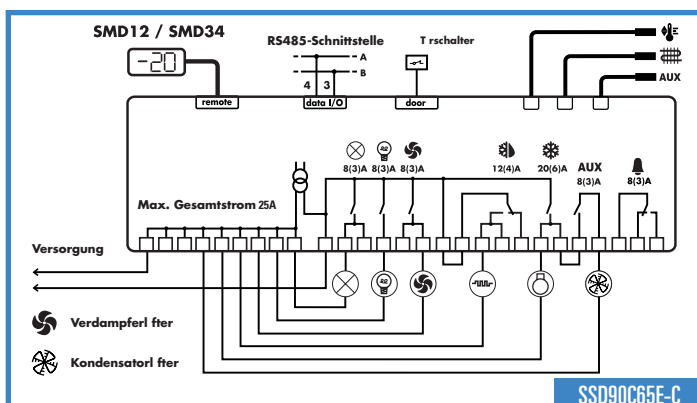 SMD12 / SMD34
RS485-Schnittstelle
T rschalter
-20
A
B
AUX
4 3
remote
data I/O
door
8(3)A 8(3)A 8(3)A
12(4)A
20(6)A
AUX
8(3)A
8(3)A
Max. Gesamtstrom 25A
Versorgung
Verdampferl fter
Kondensatorl fter
SSD90C65E-C